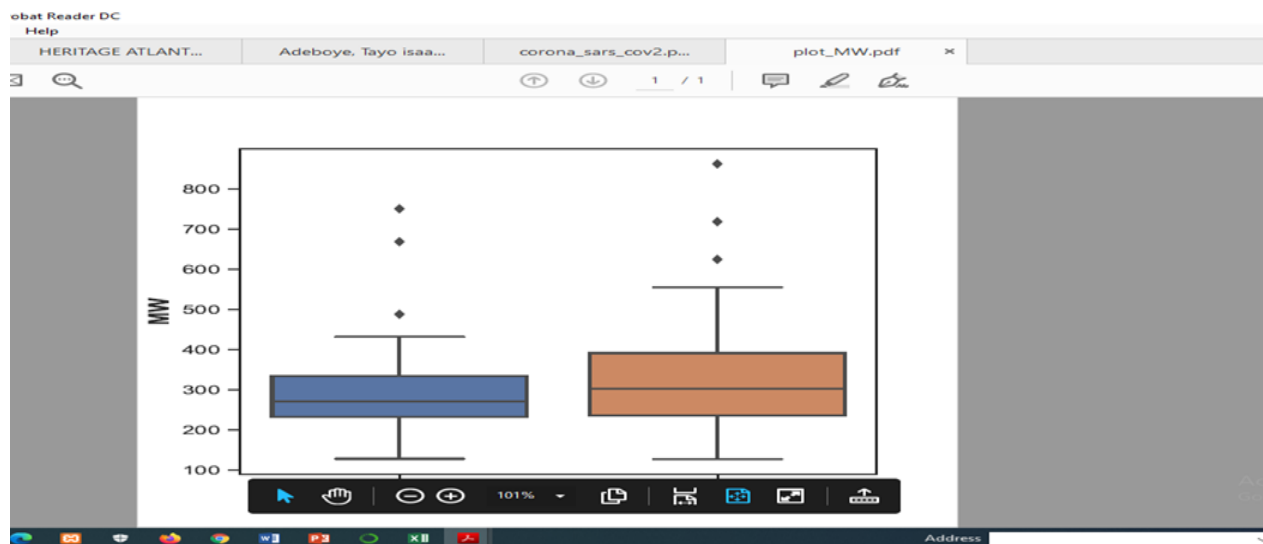 obat Reader DC
Help
HERITAGE ATLANT...
Adeboye, Tayo isaa...
corona_sars_cov2.p...
plot_MW.pdf ×
1 / 1
800
700
600
MW
500
400
300
200
100
101%
Address